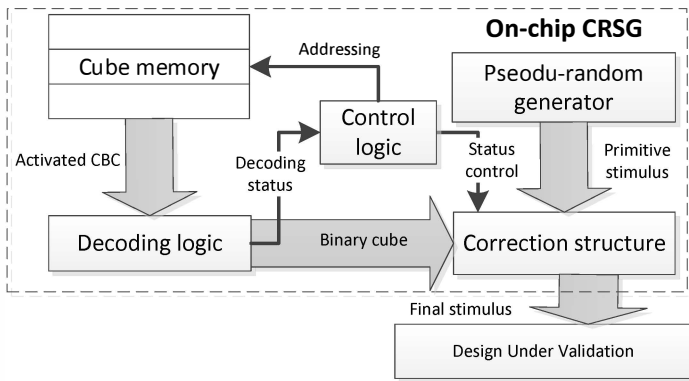 On-chip CRSG
Cube memory
Addressing
Pseodu-random
generator
Control
logic
Activated CBC
Decoding
status
Status
control
Primitive
stimulus
Decoding logic
Binary cube
Correction structure
Final stimulus
Design Under Validation